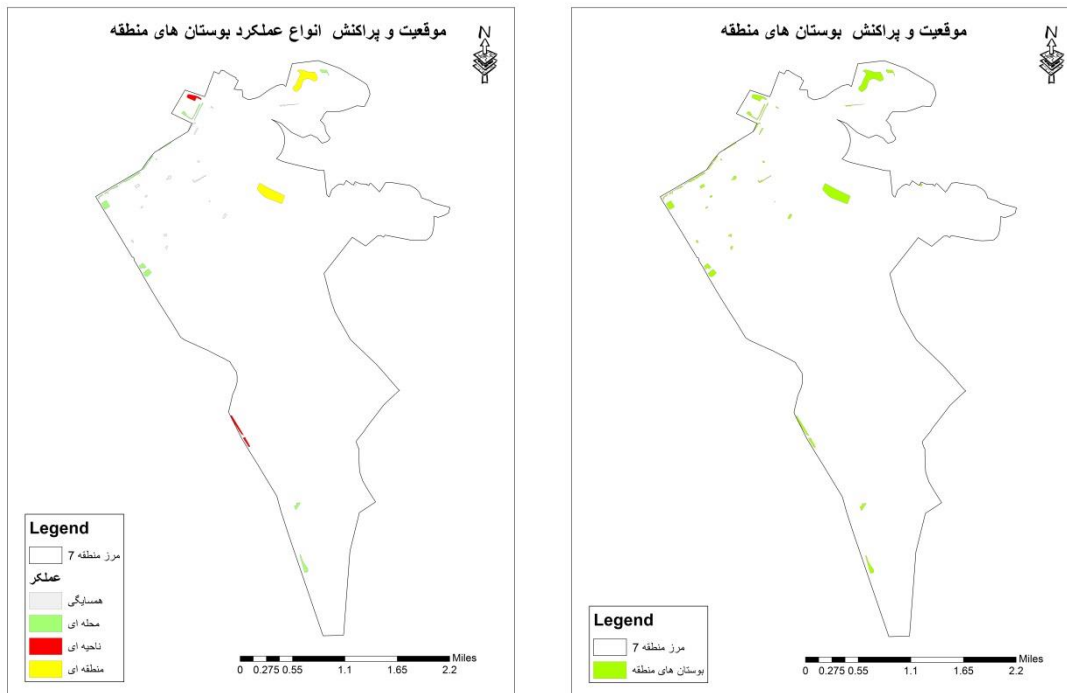 موقعیت و پراکنش انواع عملکرد بوستان های منطقه
N
Legend
مرز منطقه 7
عملکر
همسایگی
محله ای
ناحیه ای
منطقه ای
0 0.275 0.55 1.1 1.65 2.2
Miles
موقعیت و پراکنش بوستان های منطقه
N
Legend
مرز منطقه 7
بوستان های منطقه
0 0.275 0.55 1.1 1.65 2.2
Miles